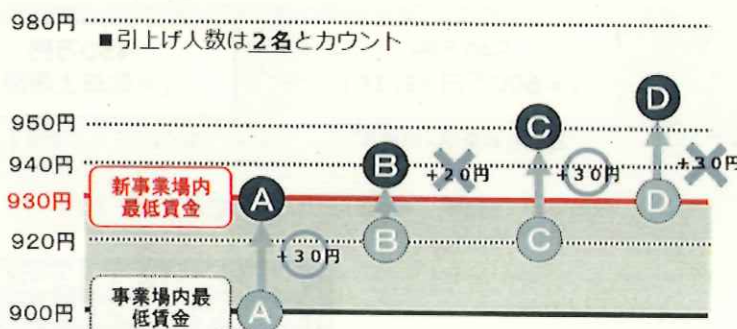 980円
■引上げ人数は2名とカウント
950円
940円
930円
920円
900円
新事業場内
最低賃金
事業場内最
低賃金
A
A
+30円
B
B
+20円
C
C
+30円
D
D
+30円